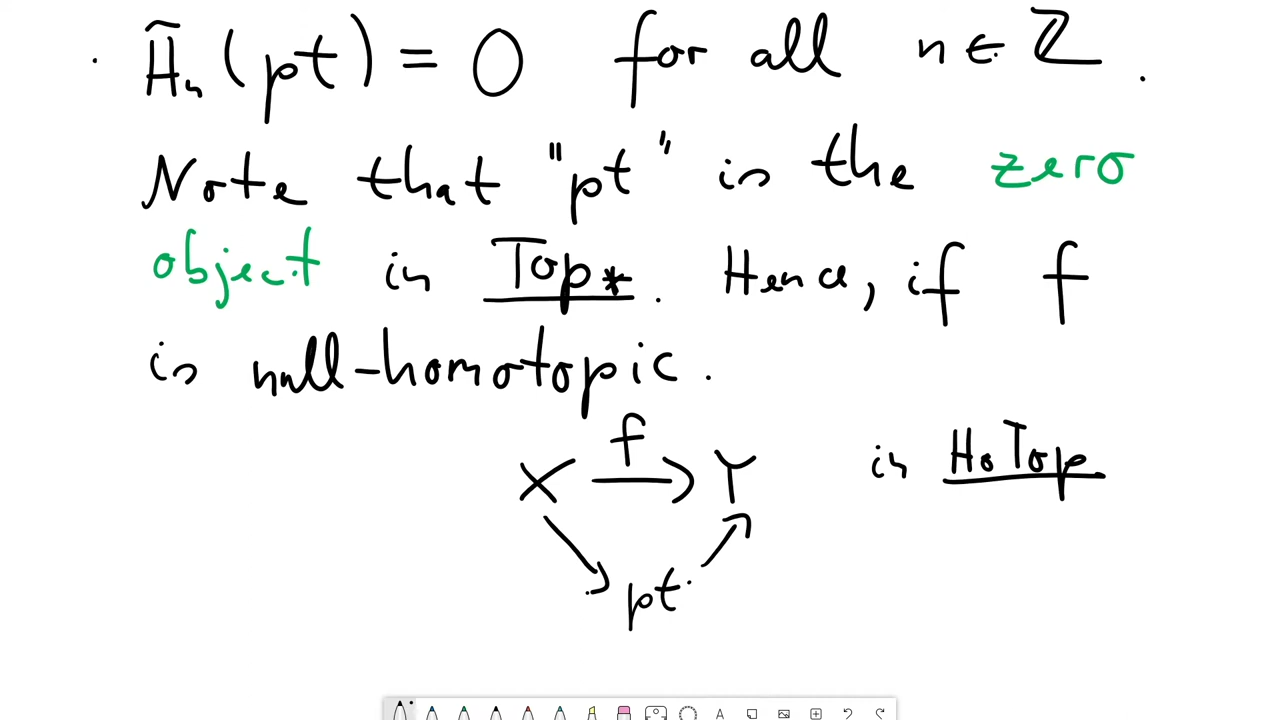 · H̃ₙ(pt) = 0 for all n ∈ ℤ.
Note that "pt" is the zero
object in Top*. Hence, if f
is null-homotopic.
f
X → Y in HoTop
pt